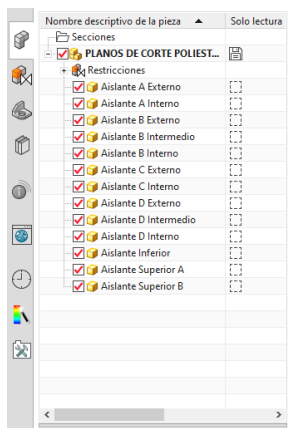 Nombre descriptivo de la pieza Solo lectura
Secciones
PLANOS DE CORTE POLIEST...
Restricciones
Aislante A Externo
Aislante A Interno
Aislante B Externo
Aislante B Intermedio
Aislante B Interno
Aislante C Externo
Aislante C Interno
Aislante D Externo
Aislante D Intermedio
Aislante D Interno
Aislante Inferior
Aislante Superior A
Aislante Superior B